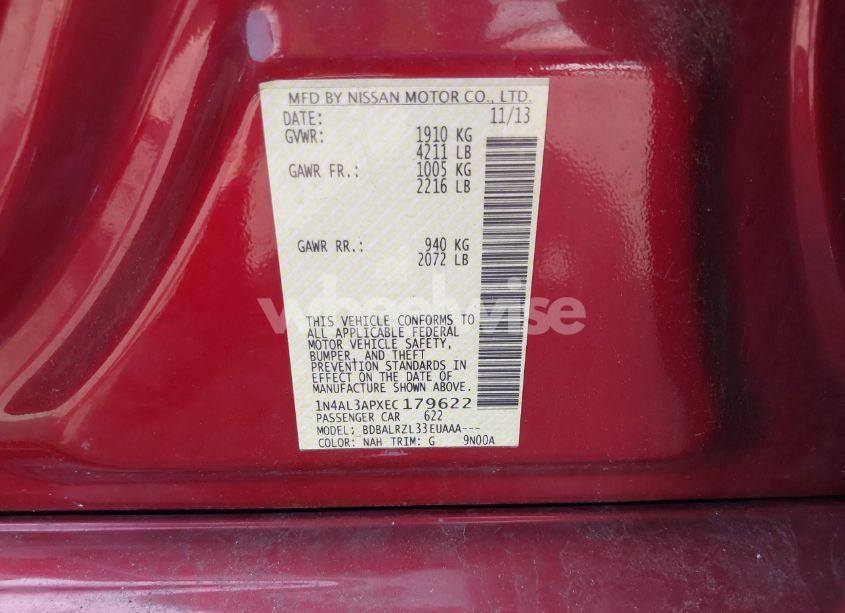 MFD BY NISSAN MOTOR CO., LTD.
DATE: 11/13
GVWR: 1910 KG
4211 LB
GAWR FR.: 1005 KG
2216 LB
GAWR RR.: 940 KG
2072 LB
wheelwise
THIS VEHICLE CONFORMS TO
ALL APPLICABLE FEDERAL
MOTOR VEHICLE SAFETY,
BUMPER, AND THEFT
PREVENTION STANDARDS IN
EFFECT ON THE DATE OF
MANUFACTURE SHOWN ABOVE.
1N4AL3APXEC179622
PASSENGER CAR 622
MODEL: BDBALRZL33EUAAA---
COLOR: NAH TRIM: G 9N00A